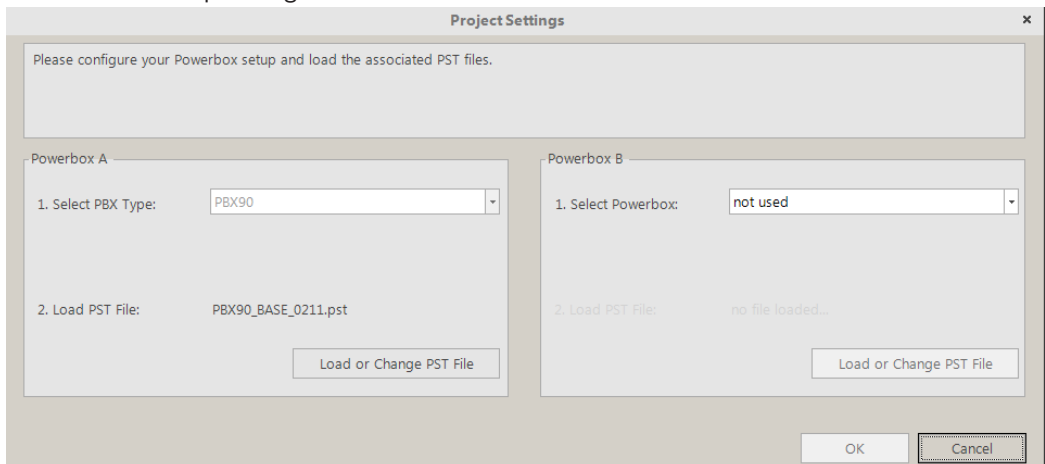 Project Settings
Please configure your Powerbox setup and load the associated PST files.
Powerbox A
1. Select PBX Type:
PBX90
2. Load PST File:
PBX90_BASE_0211.pst
Load or Change PST File
Powerbox B
1. Select Powerbox:
not used
2. Load PST File:
no file loaded...
Load or Change PST File
OK
Cancel